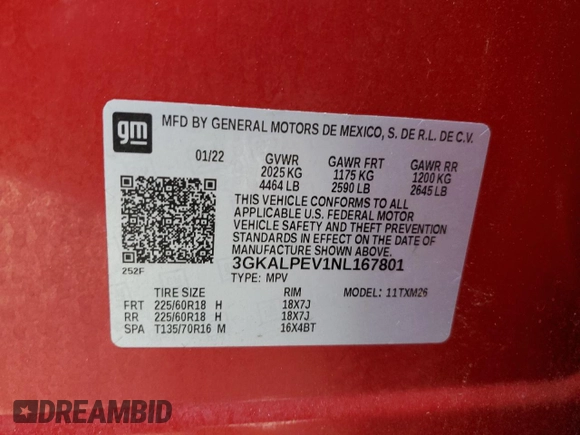 gm
MFD BY GENERAL MOTORS DE MEXICO, S. DE R.L. DE C.V.
01/22 GVWR GAWR FRT GAWR RR
2025 KG 1175 KG 1200 KG
4464 LB 2590 LB 2645 LB
THIS VEHICLE CONFORMS TO ALL
APPLICABLE U.S. FEDERAL MOTOR
VEHICLE SAFETY AND THEFT PREVENTION
STANDARDS IN EFFECT ON THE DATE OF
MANUFACTURE SHOWN ABOVE.
252F 3GKALPEV1NL167801
TYPE: MPV
TIRE SIZE RIM MODEL: 11TXM26
FRT 225/60R18 H 18X7J
RR 225/60R18 H 18X7J
SPA T135/70R16 M 16X4BT
DREAMBID